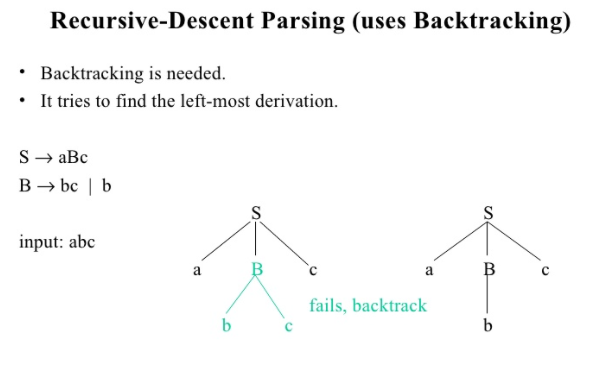 Recursive-Descent Parsing (uses Backtracking)
• Backtracking is needed.
• It tries to find the left-most derivation.
S → aBc
B → bc | b
input: abc
S
a B c
fails, backtrack
b c
S
a B c
b